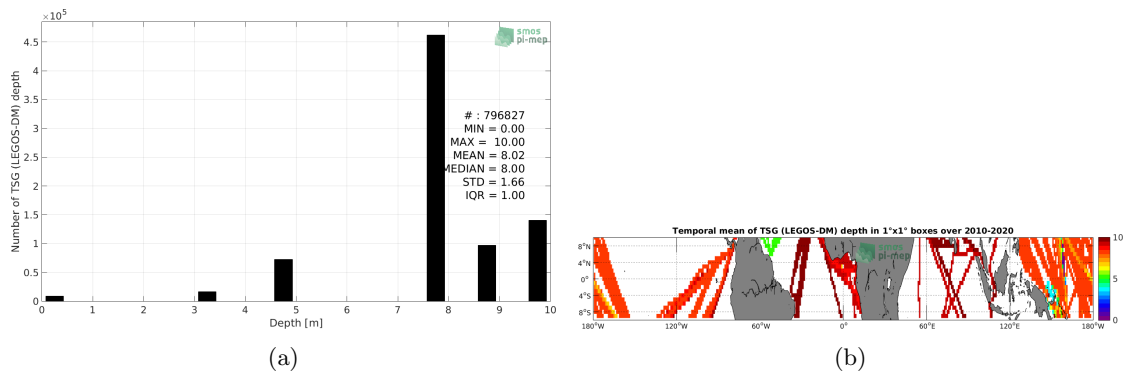 ×10⁵
4.5
4
3.5
3
2.5
2
1.5
1
0.5
0
Number of TSG (LEGOS-DM) depth
smos
pi-mep
# : 796827
MIN = 0.00
MAX = 10.00
MEAN = 8.02
MEDIAN = 8.00
STD = 1.66
IQR = 1.00
0 1 2 3 4 5 6 7 8 9 10
Depth [m]
(a)
Temporal mean of TSG (LEGOS-DM) depth in 1°x1° boxes over 2010-2020
8°N
4°N
0°
4°S
8°S
smos
pi-mep
180°W 120°W 60°W 0° 60°E 120°E 180°W
10
5
0
(b)